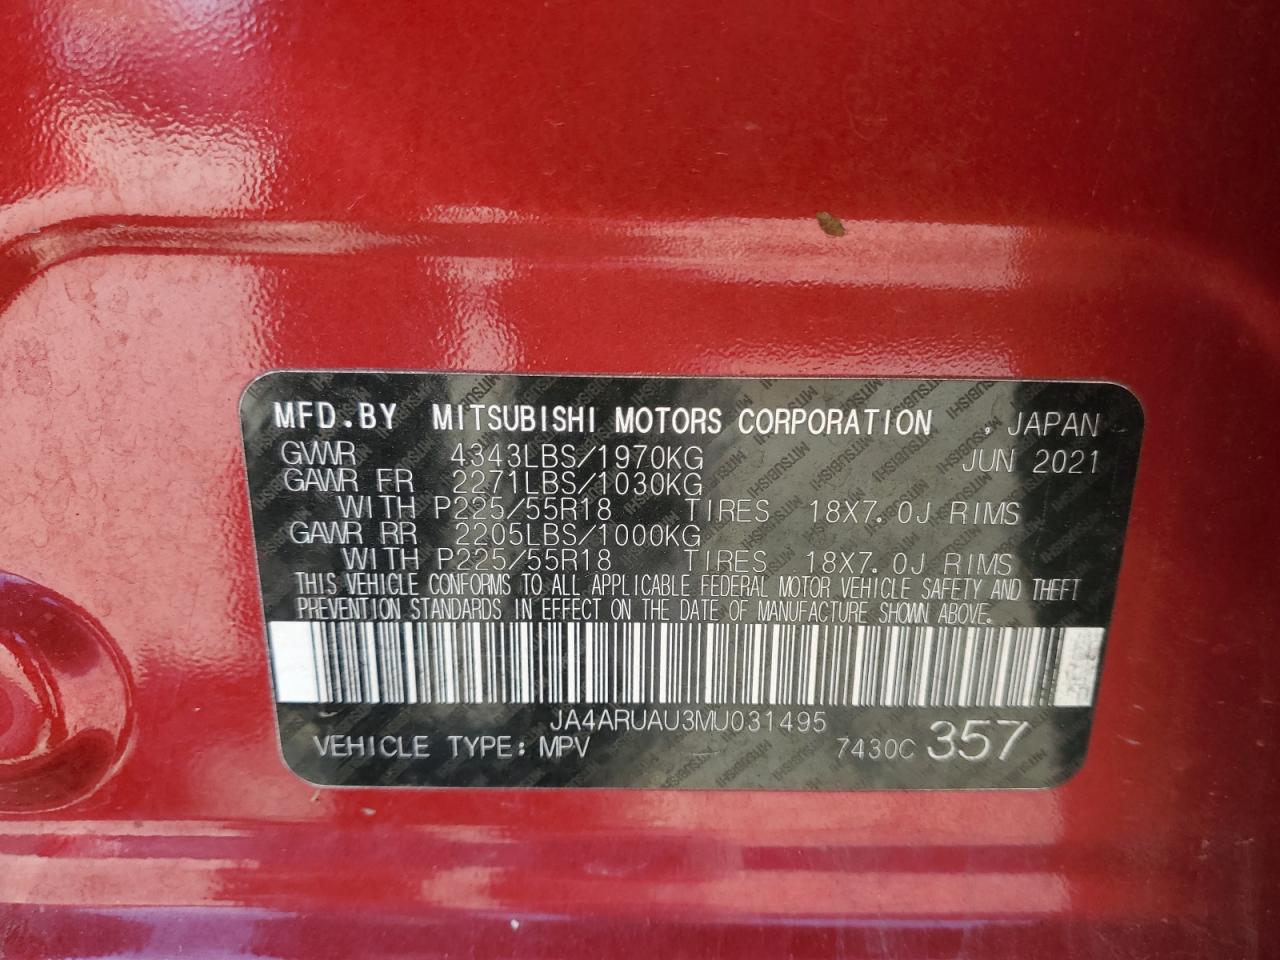 MFD.BY MITSUBISHI MOTORS CORPORATION , JAPAN
GVWR 4343LBS/1970KG JUN 2021
GAWR FR 2271LBS/1030KG
WITH P225/55R18 TIRES 18X7.0J RIMS
GAWR RR 2205LBS/1000KG
WITH P225/55R18 TIRES 18X7.0J RIMS
THIS VEHICLE CONFORMS TO ALL APPLICABLE FEDERAL MOTOR VEHICLE SAFETY AND THEFT
PREVENTION STANDARDS IN EFFECT ON THE DATE OF MANUFACTURE SHOWN ABOVE.
JA4ARUAU3MU031495
VEHICLE TYPE: MPV 7430C 357